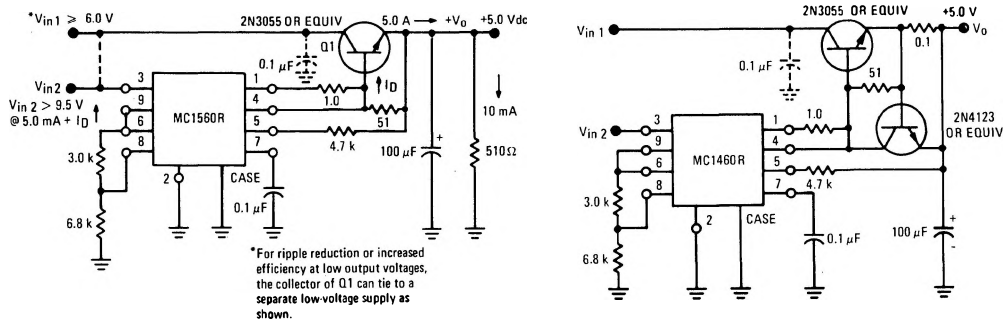 *Vin 1 ⩾ 6.0 V
2N3055 OR EQUIV
5.0 A
+VO
+5.0 Vdc
Q1
0.1 µF
ID
Vin 2
Vin 2 > 9.5 V
@ 5.0 mA + ID
3
9
6
8
MC1560R
1
4
5
7
2
CASE
1.0
51
4.7 k
10 mA
100 µF
+
510Ω
3.0 k
6.8 k
0.1 µF
*For ripple reduction or increased
efficiency at low output voltages,
the collector of Q1 can tie to a
separate low-voltage supply as
shown.
2N3055 OR EQUIV
+5.0 V
Vin 1
0.1
VO
0.1 µF
51
2N4123
OR EQUIV
Vin 2
3
9
6
8
MC1460R
1
4
5
7
2
CASE
1.0
4.7 k
3.0 k
6.8 k
0.1 µF
100 µF
+
-